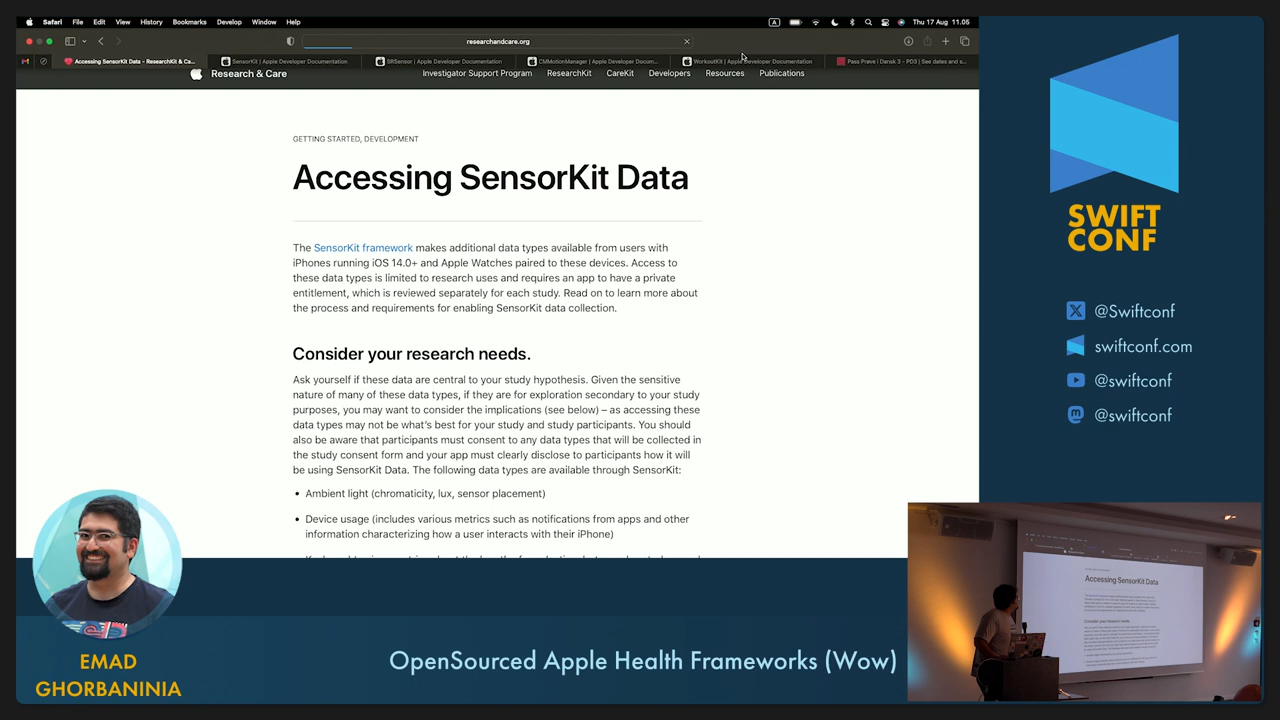 Safari File Edit View History Bookmarks Develop Window Help
A
Thu 17 Aug 11.05
researchandcare.org
Accessing SensorKit Data - ResearchKit & Ca...
SensorKit | Apple Developer Documentation
SRSensor | Apple Developer Documentation
CMMotionManager | Apple Developer Docum...
WorkoutKit | Apple Developer Documentation
Pass Prøve i Dansk 3 - PD3 | See dates and s...
Research & Care
Investigator Support Program ResearchKit CareKit Developers Resources Publications
GETTING STARTED, DEVELOPMENT
Accessing SensorKit Data
The SensorKit framework makes additional data types available from users with
iPhones running iOS 14.0+ and Apple Watches paired to these devices. Access to
these data types is limited to research uses and requires an app to have a private
entitlement, which is reviewed separately for each study. Read on to learn more about
the process and requirements for enabling SensorKit data collection.
Consider your research needs.
Ask yourself if these data are central to your study hypothesis. Given the sensitive
nature of many of these data types, if they are for exploration secondary to your study
purposes, you may want to consider the implications (see below) – as accessing these
data types may not be what's best for your study and study participants. You should
also be aware that participants must consent to any data types that will be collected in
the study consent form and your app must clearly disclose to participants how it will
be using SensorKit Data. The following data types are available through SensorKit:
• Ambient light (chromaticity, lux, sensor placement)
• Device usage (includes various metrics such as notifications from apps and other
information characterizing how a user interacts with their iPhone)
SWIFT
CONF
@Swiftconf
swiftconf.com
@swiftconf
@swiftconf
Accessing SensorKit Data
EMAD
GHORBANINIA
OpenSourced Apple Health Frameworks (Wow)